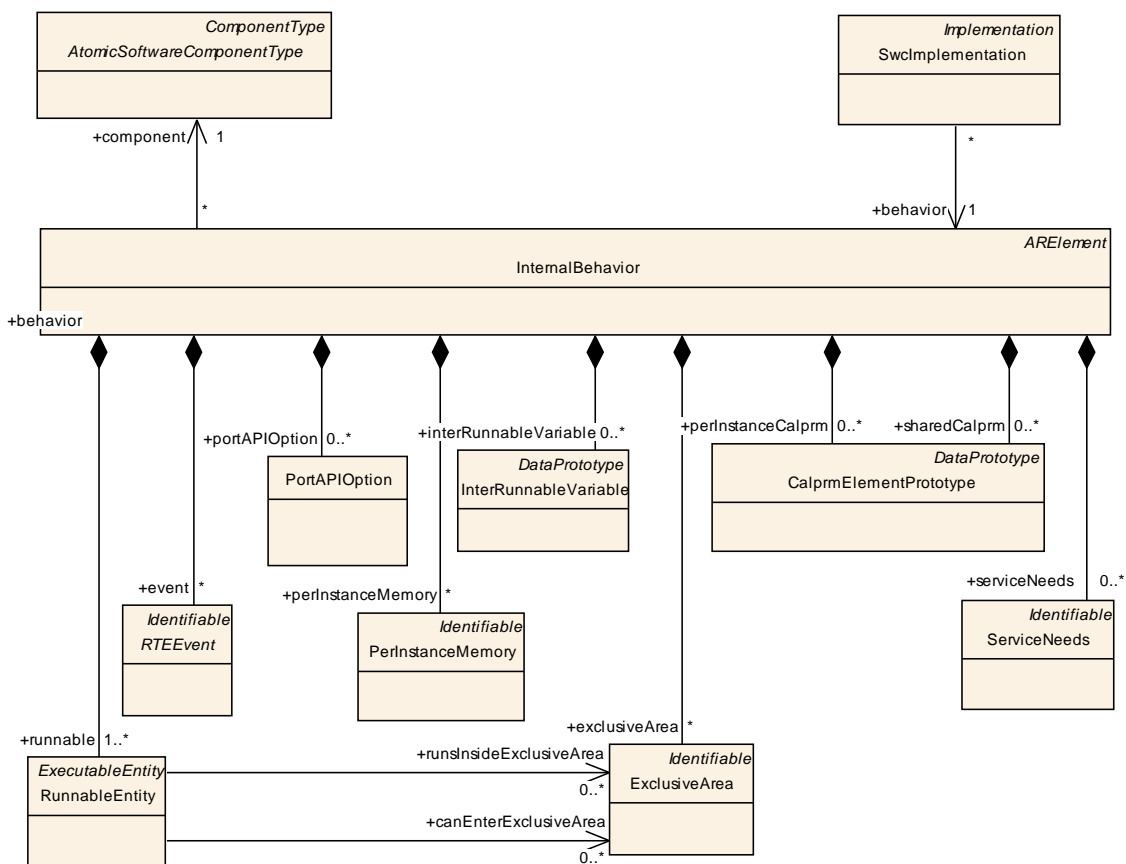 ComponentType
AtomicSoftwareComponentType
Implementation
SwcImplementation
+component 1
*
*
+behavior 1
ARElement
InternalBehavior
+behavior
+portAPIOption 0..*
+interRunnableVariable 0..*
+perInstanceCalprm 0..*
+sharedCalprm 0..*
PortAPIOption
DataPrototype
InterRunnableVariable
DataPrototype
CalprmElementPrototype
+event *
+perInstanceMemory *
+serviceNeeds 0..*
Identifiable
RTEEvent
Identifiable
PerInstanceMemory
Identifiable
ServiceNeeds
+exclusiveArea *
+runnable 1..*
ExecutableEntity
RunnableEntity
+runsInsideExclusiveArea
0..*
Identifiable
ExclusiveArea
+canEnterExclusiveArea
0..*